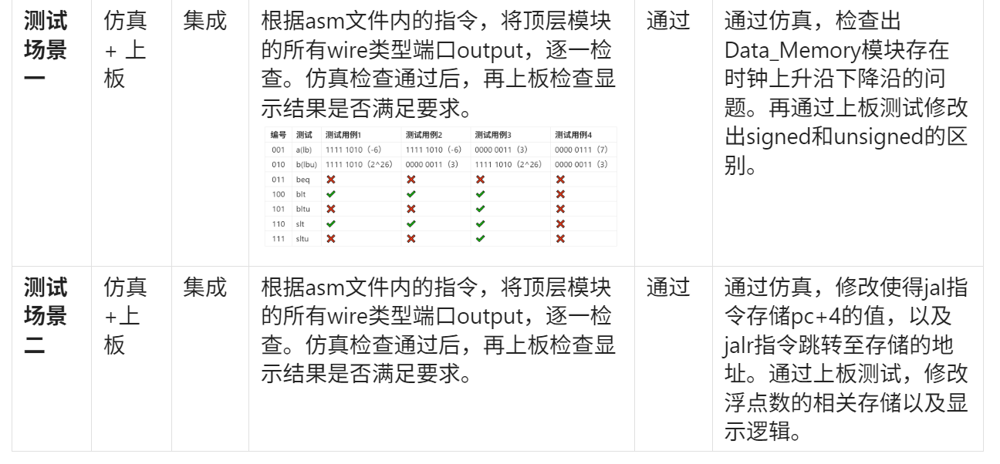 测试
场景
一
仿真
+ 上
板
集成
根据asm文件内的指令，将顶层模块
的所有wire类型端口output，逐一检
查。仿真检查通过后，再上板检查显
示结果是否满足要求。
编号 测试 测试用例1 测试用例2 测试用例3 测试用例4
001 a(lb) 1111 1010（-6） 1111 1010（-6） 0000 0011（3） 0000 0111（7）
010 b(lbu) 1111 1010（2^26） 0000 0011（3） 1111 1010（2^26） 0000 0011（3）
011 beq ❌ ❌ ❌ ❌
100 blt ✔ ✔ ✔ ❌
101 bltu ❌ ❌ ✔ ❌
110 slt ✔ ✔ ✔ ❌
111 sltu ❌ ❌ ✔ ❌
通过
通过仿真，检查出
Data_Memory模块存在
时钟上升沿下降沿的问
题。再通过上板测试修改
出signed和unsigned的区
别。
测试
场景
二
仿真
+上
板
集成
根据asm文件内的指令，将顶层模块
的所有wire类型端口output，逐一检
查。仿真检查通过后，再上板检查显
示结果是否满足要求。
通过
通过仿真，修改使得jal指
令存储pc+4的值，以及
jalr指令跳转至存储的地
址。通过上板测试，修改
浮点数的相关存储以及显
示逻辑。